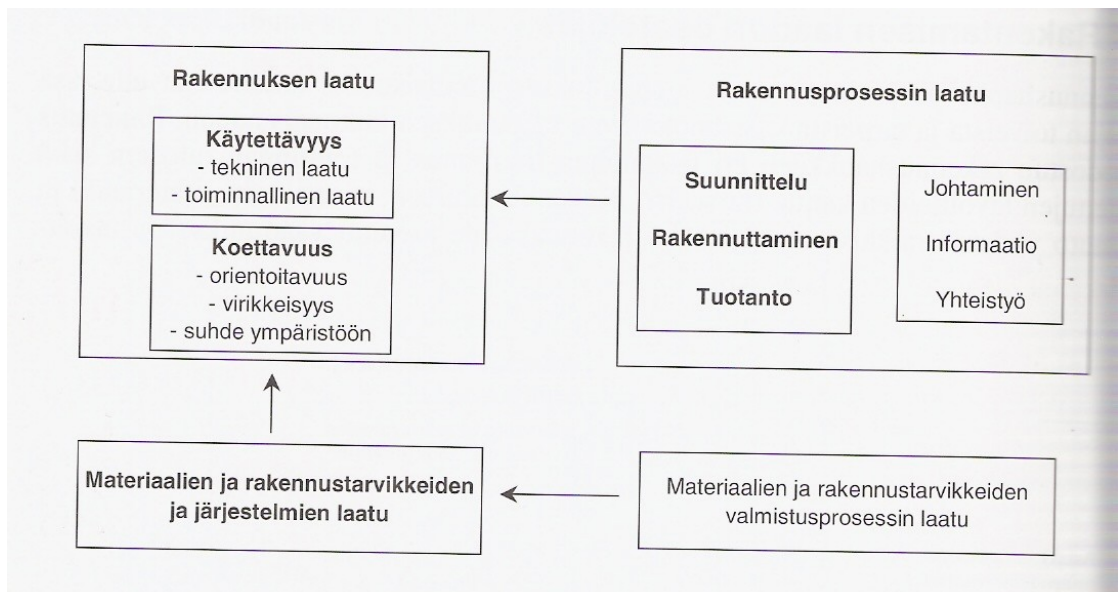 Rakennuksen laatu
Käytettävyys
- tekninen laatu
- toiminnallinen laatu
Koettavuus
- orientoitavuus
- virikkeisyys
- suhde ympäristöön
Rakennusprosessin laatu
Suunnittelu
Rakennuttaminen
Tuotanto
Johtaminen
Informaatio
Yhteistyö
Materiaalien ja rakennustarvikkeiden
ja järjestelmien laatu
Materiaalien ja rakennustarvikkeiden
valmistusprosessin laatu